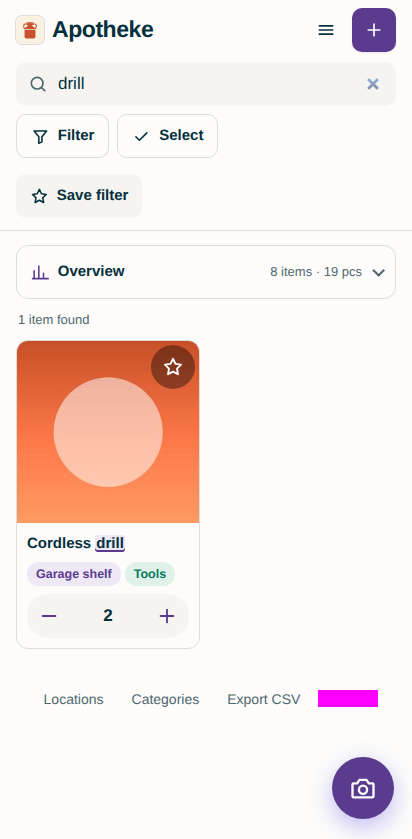 Apotheke
drill
Filter
Select
Save filter
Overview
8 items · 19 pcs
1 item found
Cordless drill
Garage shelf
Tools
2
Locations
Categories
Export CSV